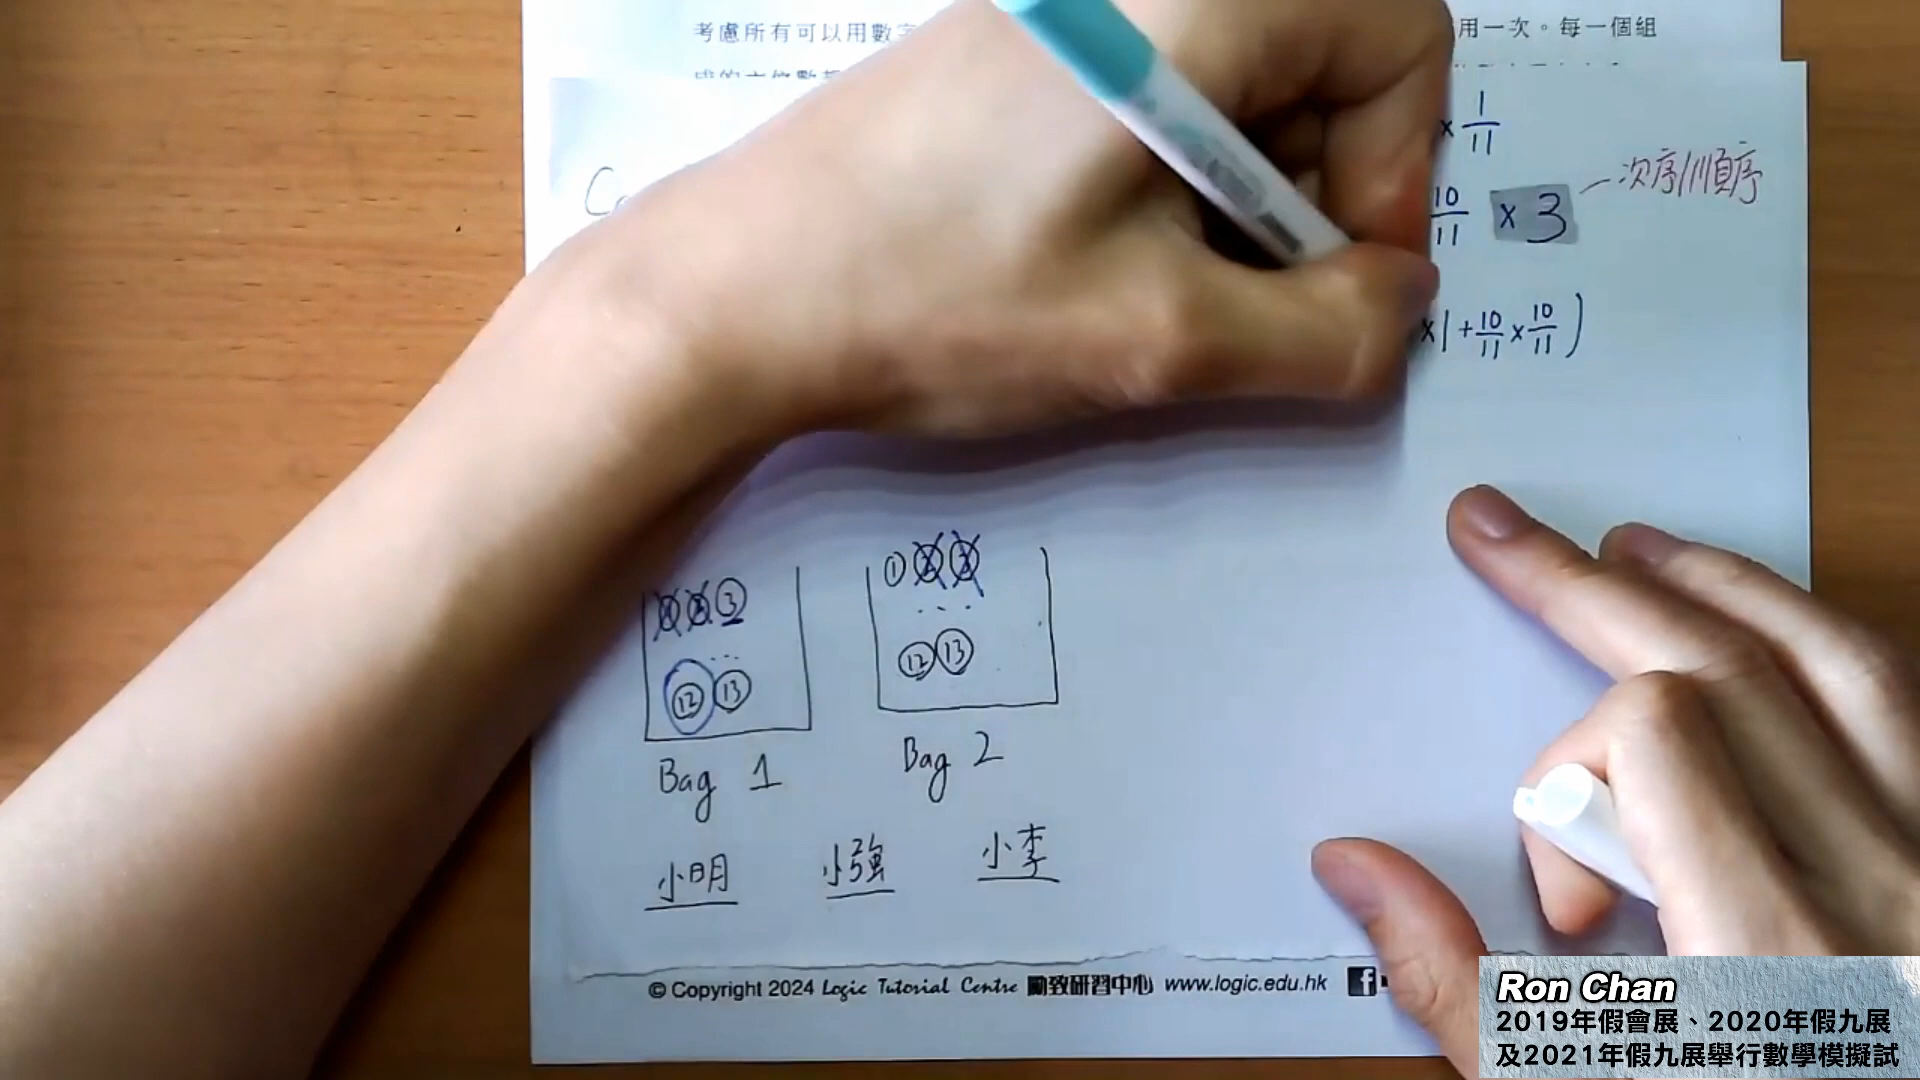 考慮所有可以用數字
用一次。每一個組
成的六位數
C
x 1/11
10/11 x 3 — 次序/順序
x 1 + 10/11 x 10/11 )
1 2 3
...
12 13
① 2 3
...
12 13
Bag 1
Bag 2
小明 小強 小李
© Copyright 2024 Logic Tutorial Centre 勵致研習中心 www.logic.edu.hk
Ron Chan
2019年假會展、2020年假九展
及2021年假九展舉行數學模擬試